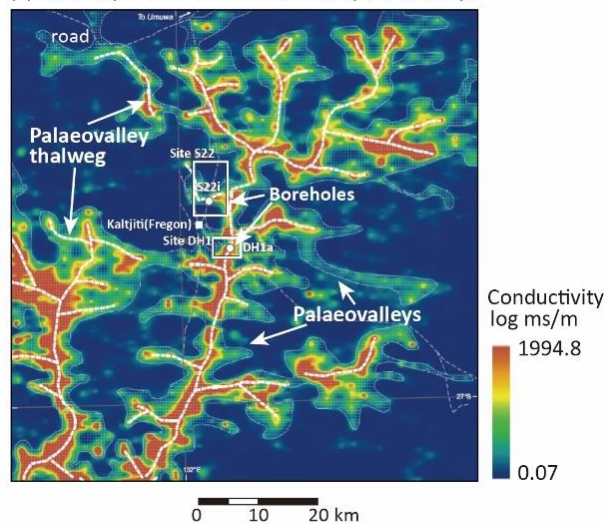 To Umuwa
road
Palaeovalley
thalweg
Site S22
S22i
Boreholes
Kaltjiti(Fregon)
Site DH1
DH1a
Palaeovalleys
Conductivity
log ms/m
1994.8
0.07
27°S
132°E
0 10 20 km